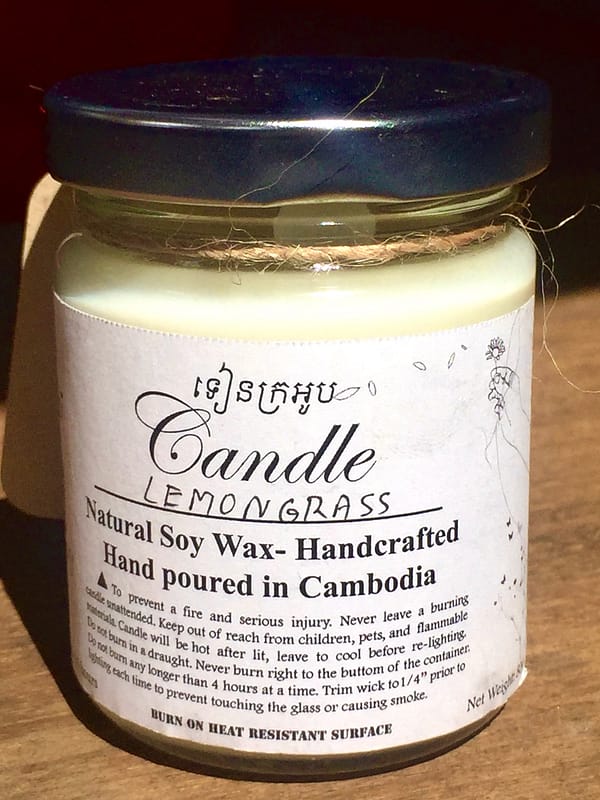 ទៀនក្រអូប
Candle
LEMONGRASS
Natural Soy Wax- Handcrafted
Hand poured in Cambodia
To prevent a fire and serious injury. Never leave a burning
candle unattended. Keep out of reach from children, pets, and flammable
materials. Candle will be hot after lit, leave to cool before re-lighting.
Do not burn in a draught. Never burn right to the buttom of the container.
Do not burn any longer than 4 hours at a time. Trim wick to 1/4” prior to
lighting each time to prevent touching the glass or causing smoke.
BURN ON HEAT RESISTANT SURFACE
Net Weight